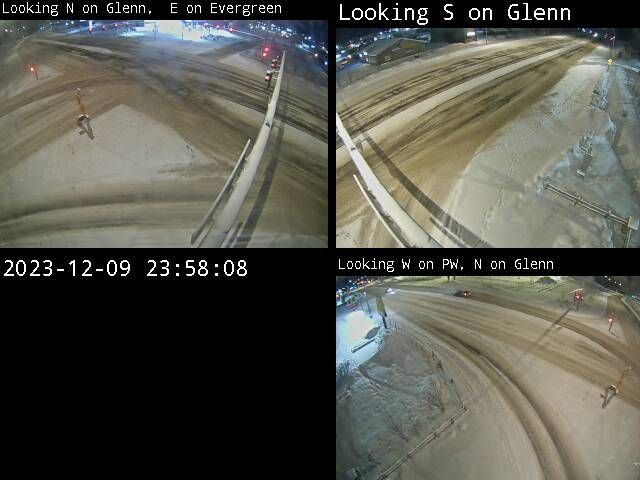 Looking N on Glenn,  E on Evergreen
Looking S on Glenn
2023-12-09 23:58:08
Looking W on PW, N on Glenn